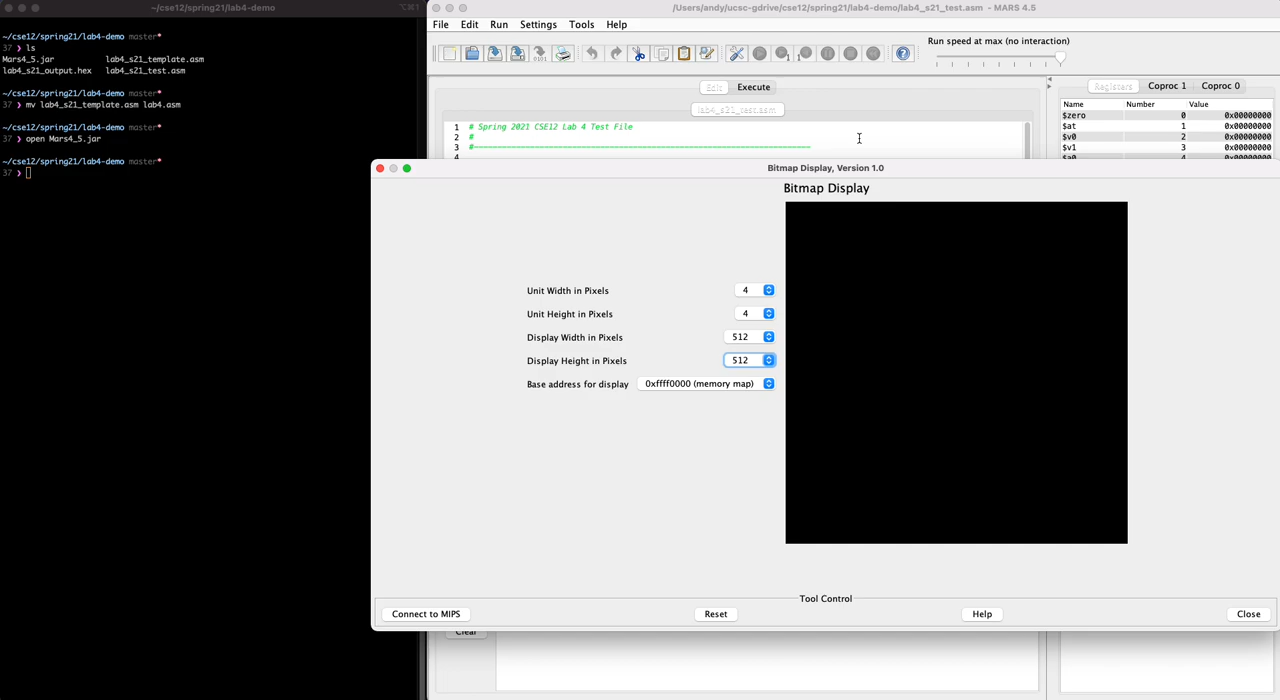 ~/cse12/spring21/lab4-demo
⌥⌘1
~/cse12/spring21/lab4-demo master*
37 ❯ ls
Mars4_5.jar lab4_s21_template.asm
lab4_s21_output.hex lab4_s21_test.asm
~/cse12/spring21/lab4-demo master*
37 ❯ mv lab4_s21_template.asm lab4.asm
~/cse12/spring21/lab4-demo master*
37 ❯ open Mars4_5.jar
~/cse12/spring21/lab4-demo master*
37 ❯
/Users/andy/ucsc-gdrive/cse12/spring21/lab4-demo/lab4_s21_test.asm - MARS 4.5
File Edit Run Settings Tools Help
Run speed at max (no interaction)
Edit Execute
lab4_s21_test.asm
1 # Spring 2021 CSE12 Lab 4 Test File
2 #
3 #------------------------------------------------------------------
4
Registers Coproc 1 Coproc 0
Name Number Value
$zero 0 0x00000000
$at 1 0x00000000
$v0 2 0x00000000
$v1 3 0x00000000
$a0 4 0x00000000
Bitmap Display, Version 1.0
Bitmap Display
Unit Width in Pixels 4
Unit Height in Pixels 4
Display Width in Pixels 512
Display Height in Pixels 512
Base address for display 0xffff0000 (memory map)
Tool Control
Connect to MIPS Reset Help Close
Clear